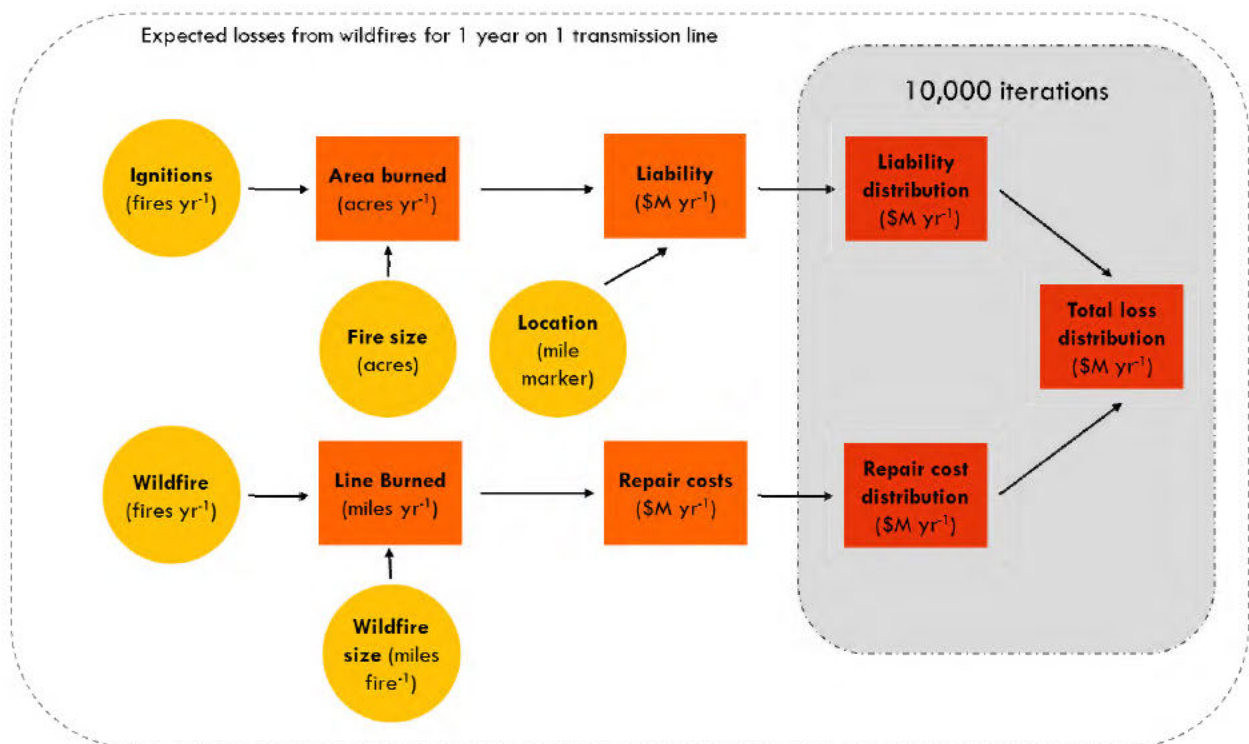 Expected losses from wildfires for 1 year on 1 transmission line
10,000 iterations
Ignitions
(fires yr⁻¹)
Area burned
(acres yr⁻¹)
Liability
($M yr⁻¹)
Liability
distribution
($M yr⁻¹)
Fire size
(acres)
Location
(mile
marker)
Total loss
distribution
($M yr⁻¹)
Wildfire
(fires yr⁻¹)
Line Burned
(miles yr⁻¹)
Repair costs
($M yr⁻¹)
Repair cost
distribution
($M yr⁻¹)
Wildfire
size (miles
fire⁻¹)